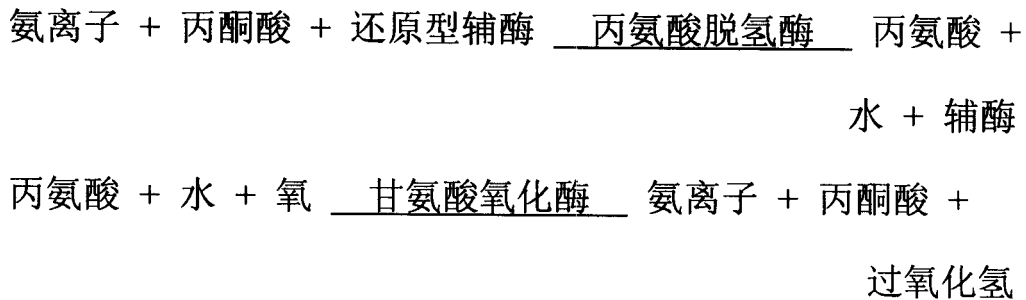 氨离子 + 丙酮酸 + 还原型辅酶 丙氨酸脱氢酶 丙氨酸 +
水 + 辅酶
丙氨酸 + 水 + 氧 甘氨酸氧化酶 氨离子 + 丙酮酸 +
过氧化氢